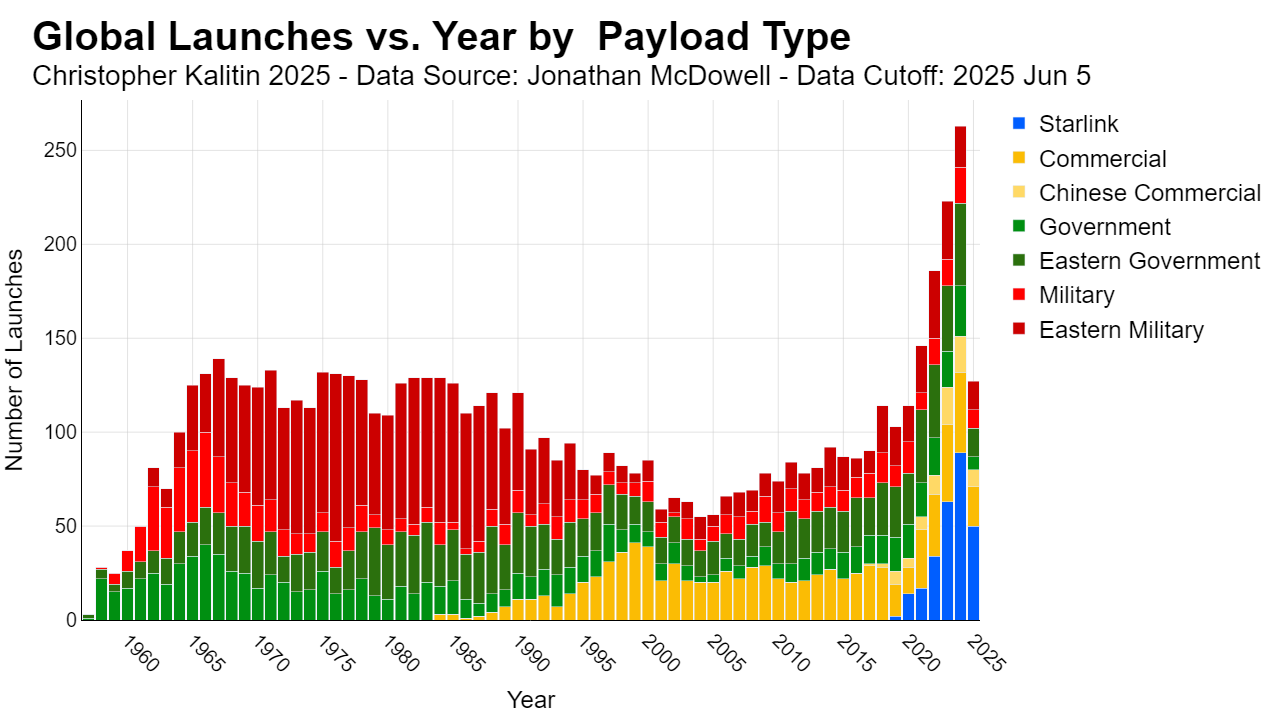 Global Launches vs. Year by  Payload Type
Christopher Kalitin 2025 - Data Source: Jonathan McDowell - Data Cutoff: 2025 Jun 5
Starlink
Commercial
Chinese Commercial
Government
Eastern Government
Military
Eastern Military
Number of Launches
250
200
150
100
50
0
1960
1965
1970
1975
1980
1985
1990
1995
2000
2005
2010
2015
2020
2025
Year